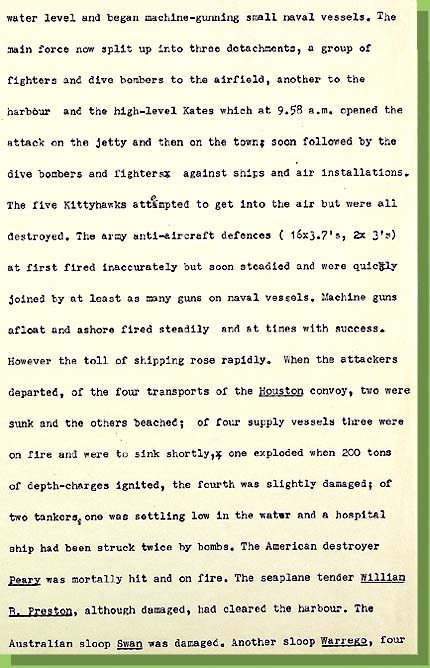 water level and began machine-gunning small naval vessels. The
main force now split up into three detachments, a group of
fighters and dive bombers to the airfield, another to the
harbour and the high-level Kates which at 9.58 a.m. opened the
attack on the jetty and then on the town; soon followed by the
dive bombers and fighters against ships and air installations.
The five Kittyhawks attempted to get into the air but were all
destroyed. The army anti-aircraft defences ( 16x3.7's, 2x 3's)
at first fired inaccurately but soon steadied and were quickly
joined by at least as many guns on naval vessels. Machine guns
afloat and ashore fired steadily and at times with success.
However the toll of shipping rose rapidly. When the attackers
departed, of the four transports of the Houston convoy, two were
sunk and the others beached; of four supply vessels three were
on fire and were to sink shortly, one exploded when 200 tons
of depth-charges ignited, the fourth was slightly damaged; of
two tankers, one was settling low in the water and a hospital
ship had been struck twice by bombs. The American destroyer
Peary was mortally hit and on fire. The seaplane tender William
B. Preston, although damaged, had cleared the harbour. The
Australian sloop Swan was damaged. Another sloop Warrego, four